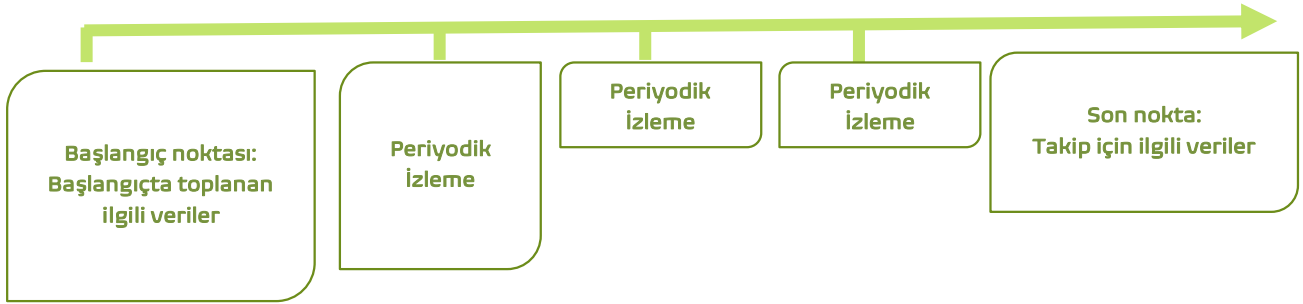 Başlangıç noktası:
Başlangıçta toplanan
ilgili veriler
Periyodik
İzleme
Periyodik
İzleme
Periyodik
İzleme
Son nokta:
Takip için ilgili veriler